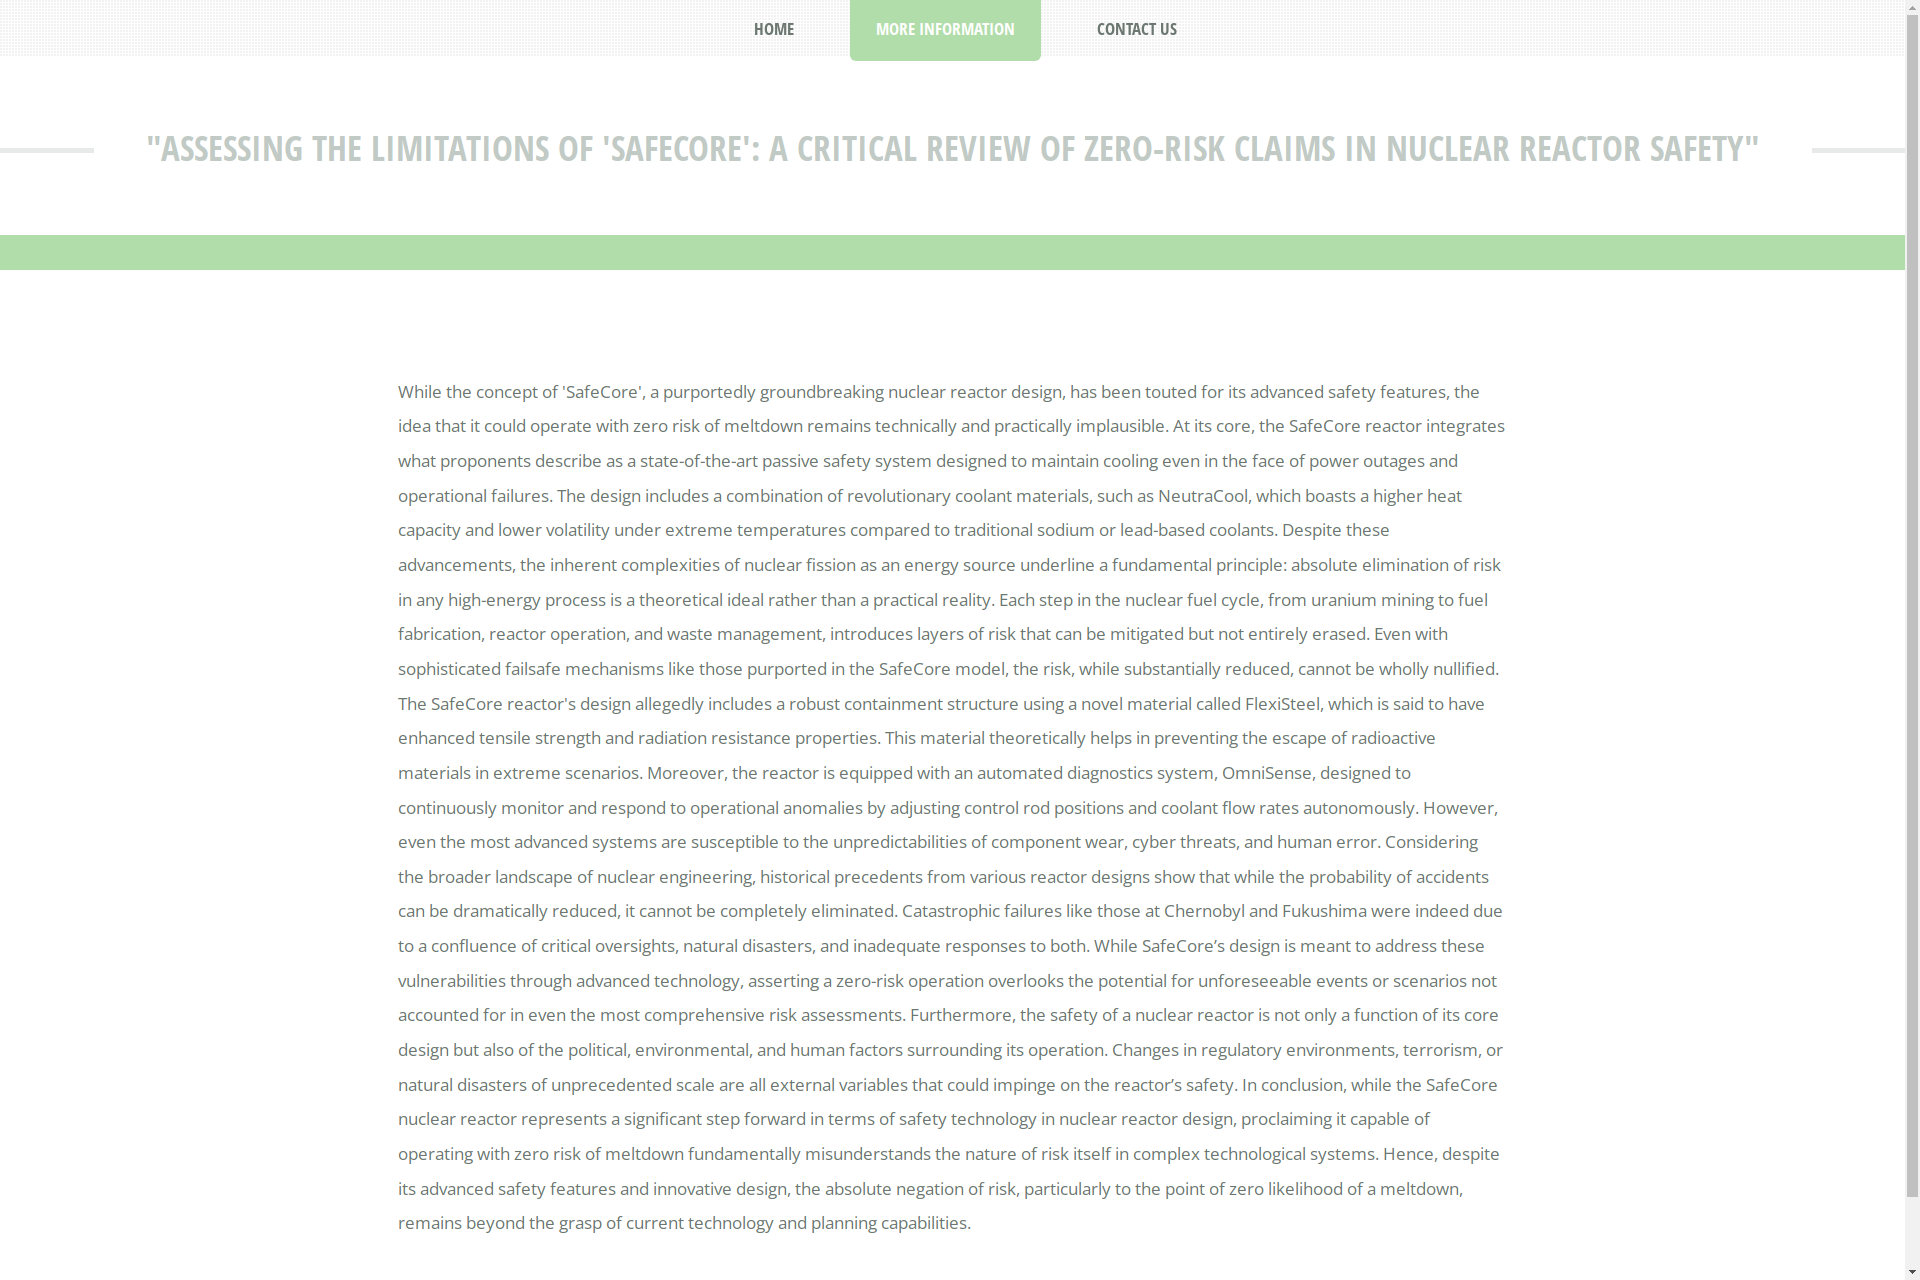 HOME
MORE INFORMATION
CONTACT US
"ASSESSING THE LIMITATIONS OF 'SAFECORE': A CRITICAL REVIEW OF ZERO-RISK CLAIMS IN NUCLEAR REACTOR SAFETY"
While the concept of 'SafeCore', a purportedly groundbreaking nuclear reactor design, has been touted for its advanced safety features, the
idea that it could operate with zero risk of meltdown remains technically and practically implausible. At its core, the SafeCore reactor integrates
what proponents describe as a state-of-the-art passive safety system designed to maintain cooling even in the face of power outages and
operational failures. The design includes a combination of revolutionary coolant materials, such as NeutraCool, which boasts a higher heat
capacity and lower volatility under extreme temperatures compared to traditional sodium or lead-based coolants. Despite these
advancements, the inherent complexities of nuclear fission as an energy source underline a fundamental principle: absolute elimination of risk
in any high-energy process is a theoretical ideal rather than a practical reality. Each step in the nuclear fuel cycle, from uranium mining to fuel
fabrication, reactor operation, and waste management, introduces layers of risk that can be mitigated but not entirely erased. Even with
sophisticated failsafe mechanisms like those purported in the SafeCore model, the risk, while substantially reduced, cannot be wholly nullified.
The SafeCore reactor's design allegedly includes a robust containment structure using a novel material called FlexiSteel, which is said to have
enhanced tensile strength and radiation resistance properties. This material theoretically helps in preventing the escape of radioactive
materials in extreme scenarios. Moreover, the reactor is equipped with an automated diagnostics system, OmniSense, designed to
continuously monitor and respond to operational anomalies by adjusting control rod positions and coolant flow rates autonomously. However,
even the most advanced systems are susceptible to the unpredictabilities of component wear, cyber threats, and human error. Considering
the broader landscape of nuclear engineering, historical precedents from various reactor designs show that while the probability of accidents
can be dramatically reduced, it cannot be completely eliminated. Catastrophic failures like those at Chernobyl and Fukushima were indeed due
to a confluence of critical oversights, natural disasters, and inadequate responses to both. While SafeCore’s design is meant to address these
vulnerabilities through advanced technology, asserting a zero-risk operation overlooks the potential for unforeseeable events or scenarios not
accounted for in even the most comprehensive risk assessments. Furthermore, the safety of a nuclear reactor is not only a function of its core
design but also of the political, environmental, and human factors surrounding its operation. Changes in regulatory environments, terrorism, or
natural disasters of unprecedented scale are all external variables that could impinge on the reactor’s safety. In conclusion, while the SafeCore
nuclear reactor represents a significant step forward in terms of safety technology in nuclear reactor design, proclaiming it capable of
operating with zero risk of meltdown fundamentally misunderstands the nature of risk itself in complex technological systems. Hence, despite
its advanced safety features and innovative design, the absolute negation of risk, particularly to the point of zero likelihood of a meltdown,
remains beyond the grasp of current technology and planning capabilities.